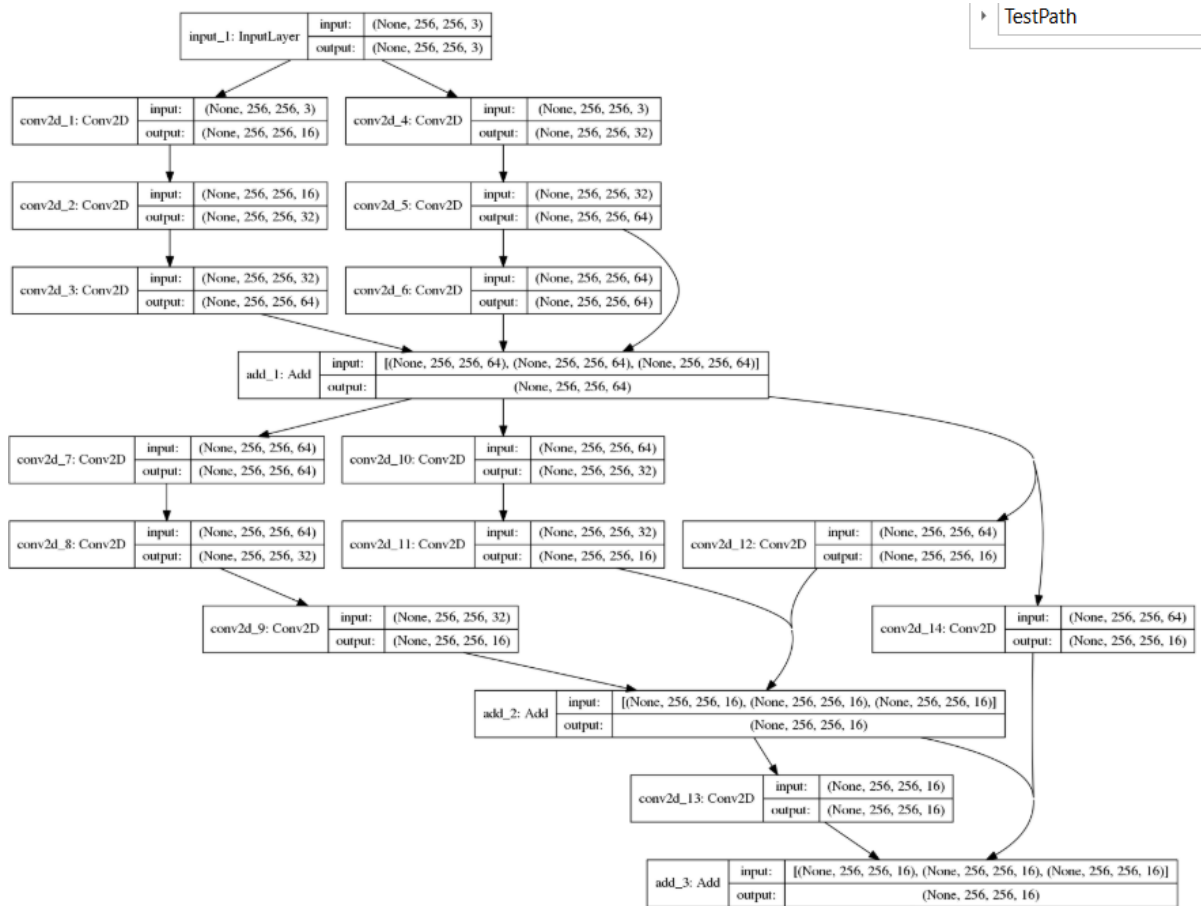 TestPath
input_1: InputLayer
input: (None, 256, 256, 3)
output: (None, 256, 256, 3)
conv2d_1: Conv2D
input: (None, 256, 256, 3)
output: (None, 256, 256, 16)
conv2d_4: Conv2D
input: (None, 256, 256, 3)
output: (None, 256, 256, 32)
conv2d_2: Conv2D
input: (None, 256, 256, 16)
output: (None, 256, 256, 32)
conv2d_5: Conv2D
input: (None, 256, 256, 32)
output: (None, 256, 256, 64)
conv2d_3: Conv2D
input: (None, 256, 256, 32)
output: (None, 256, 256, 64)
conv2d_6: Conv2D
input: (None, 256, 256, 64)
output: (None, 256, 256, 64)
add_1: Add
input: [(None, 256, 256, 64), (None, 256, 256, 64), (None, 256, 256, 64)]
output: (None, 256, 256, 64)
conv2d_7: Conv2D
input: (None, 256, 256, 64)
output: (None, 256, 256, 64)
conv2d_10: Conv2D
input: (None, 256, 256, 64)
output: (None, 256, 256, 32)
conv2d_8: Conv2D
input: (None, 256, 256, 64)
output: (None, 256, 256, 32)
conv2d_11: Conv2D
input: (None, 256, 256, 32)
output: (None, 256, 256, 16)
conv2d_12: Conv2D
input: (None, 256, 256, 64)
output: (None, 256, 256, 16)
conv2d_9: Conv2D
input: (None, 256, 256, 32)
output: (None, 256, 256, 16)
conv2d_14: Conv2D
input: (None, 256, 256, 64)
output: (None, 256, 256, 16)
add_2: Add
input: [(None, 256, 256, 16), (None, 256, 256, 16), (None, 256, 256, 16)]
output: (None, 256, 256, 16)
conv2d_13: Conv2D
input: (None, 256, 256, 16)
output: (None, 256, 256, 16)
add_3: Add
input: [(None, 256, 256, 16), (None, 256, 256, 16), (None, 256, 256, 16)]
output: (None, 256, 256, 16)